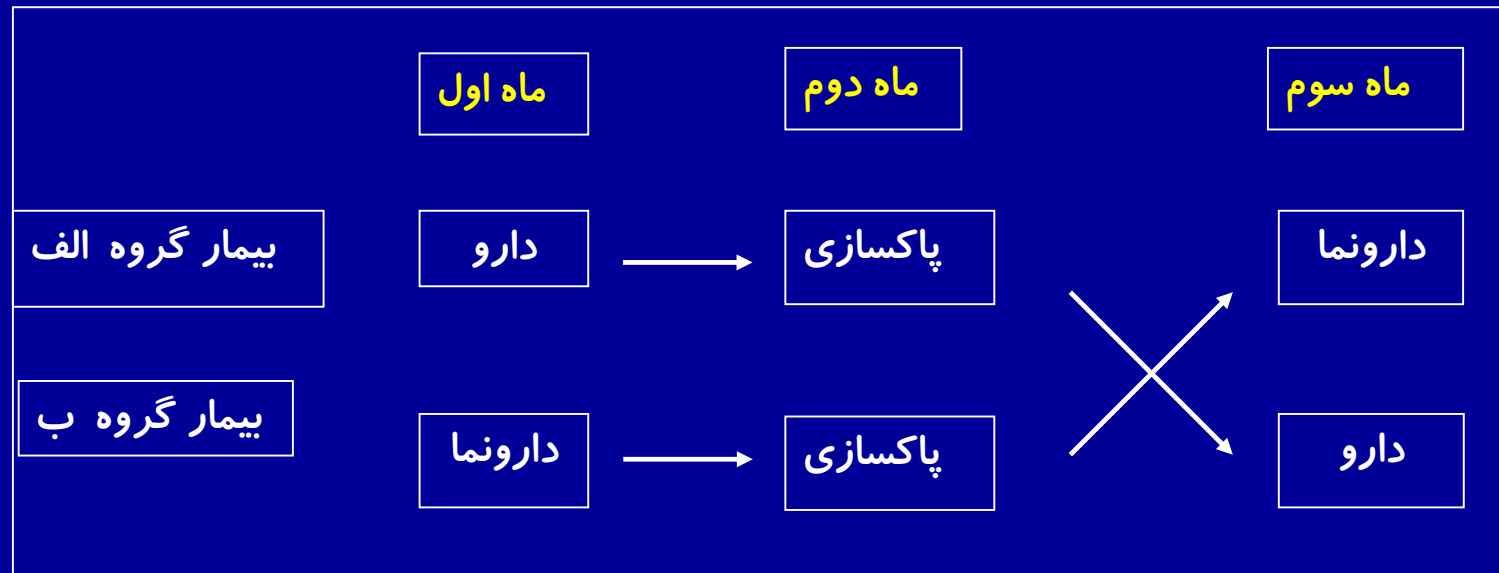 ماه اول
ماه دوم
ماه سوم
بیمار گروه الف
دارو
پاکسازی
دارونما
بیمار گروه ب
دارونما
پاکسازی
دارو